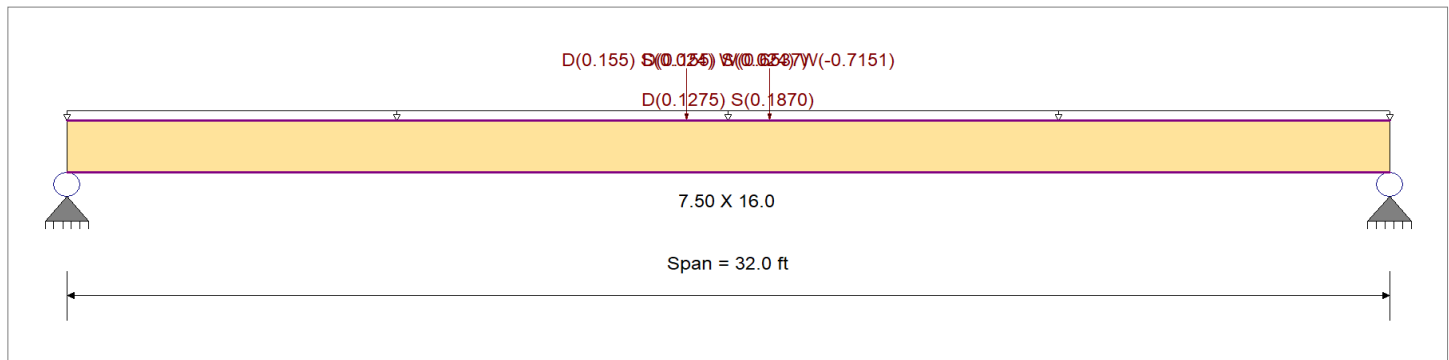 D(0.155) W(-0.7151)
D(0.1275) S(0.1870)
7.50 X 16.0
Span = 32.0 ft